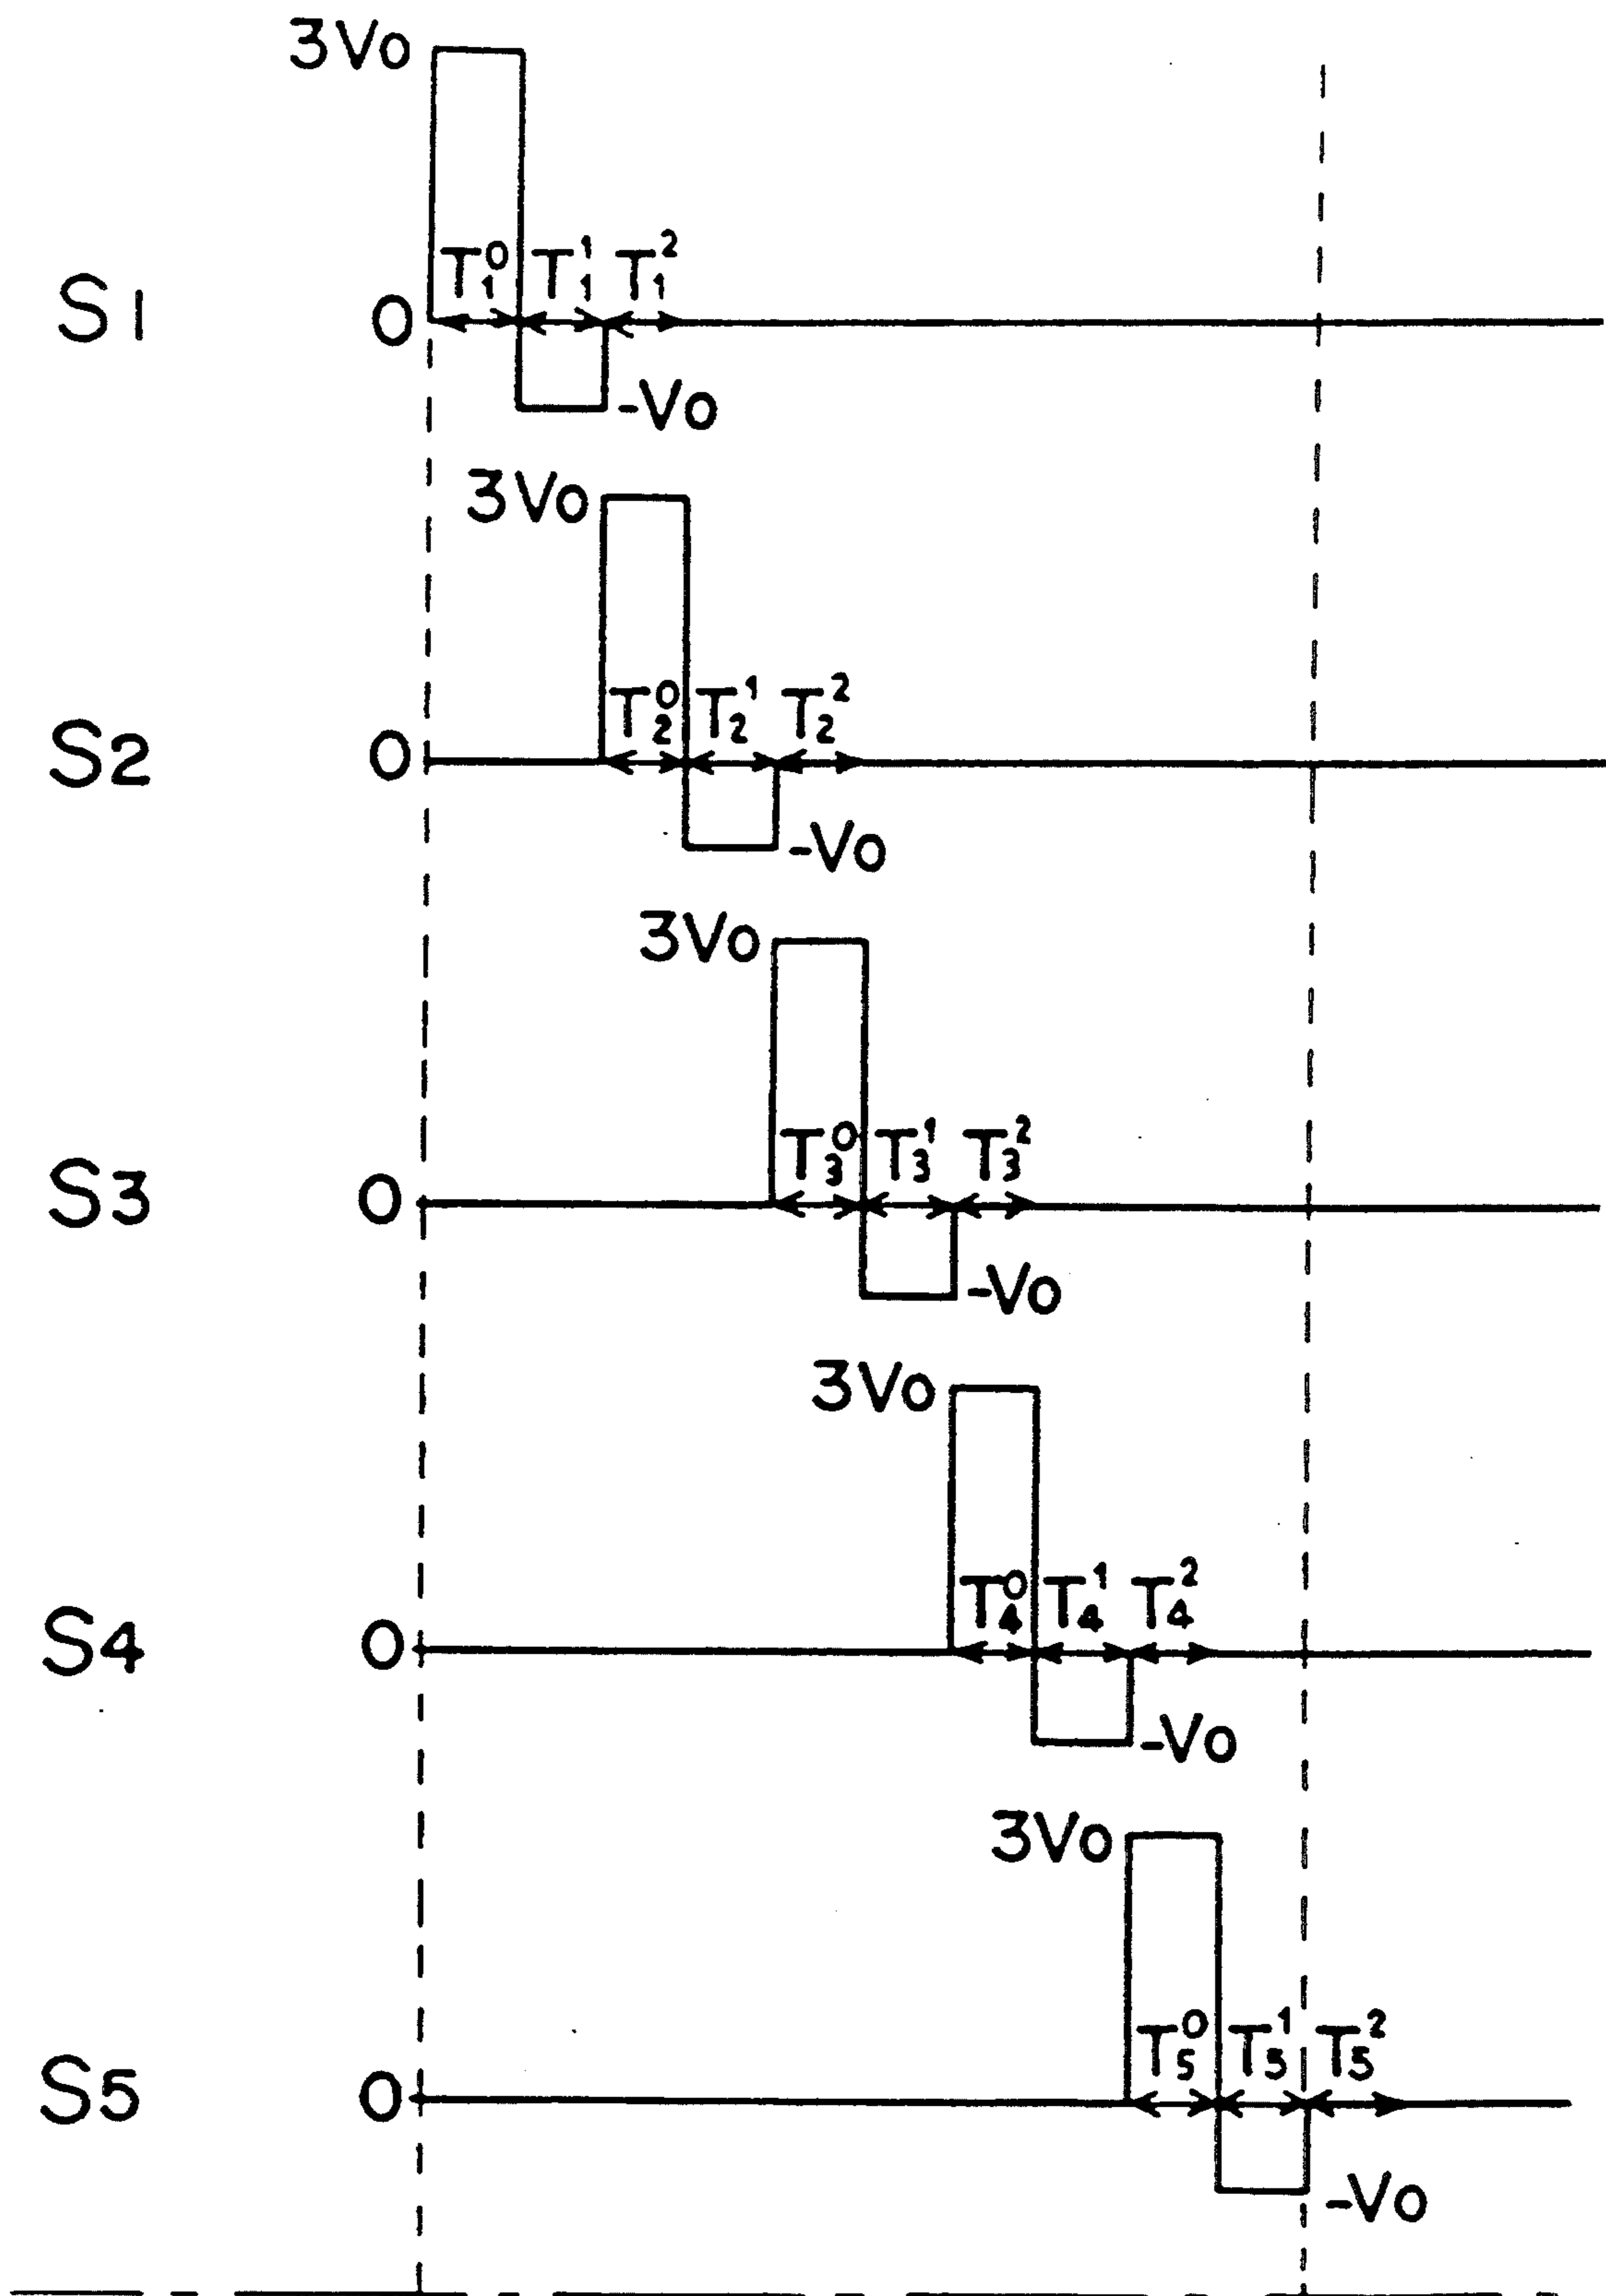 3Vo
T₁⁰ T₁¹ T₁²
S1 0
-Vo
3Vo
T₂⁰ T₂¹ T₂²
S2 0
-Vo
3Vo
T₃⁰ T₃¹ T₃²
S3 0
-Vo
3Vo
T₄⁰ T₄¹ T₄²
S4 0
-Vo
3Vo
T₅⁰ T₅¹ T₅²
S5 0
-Vo